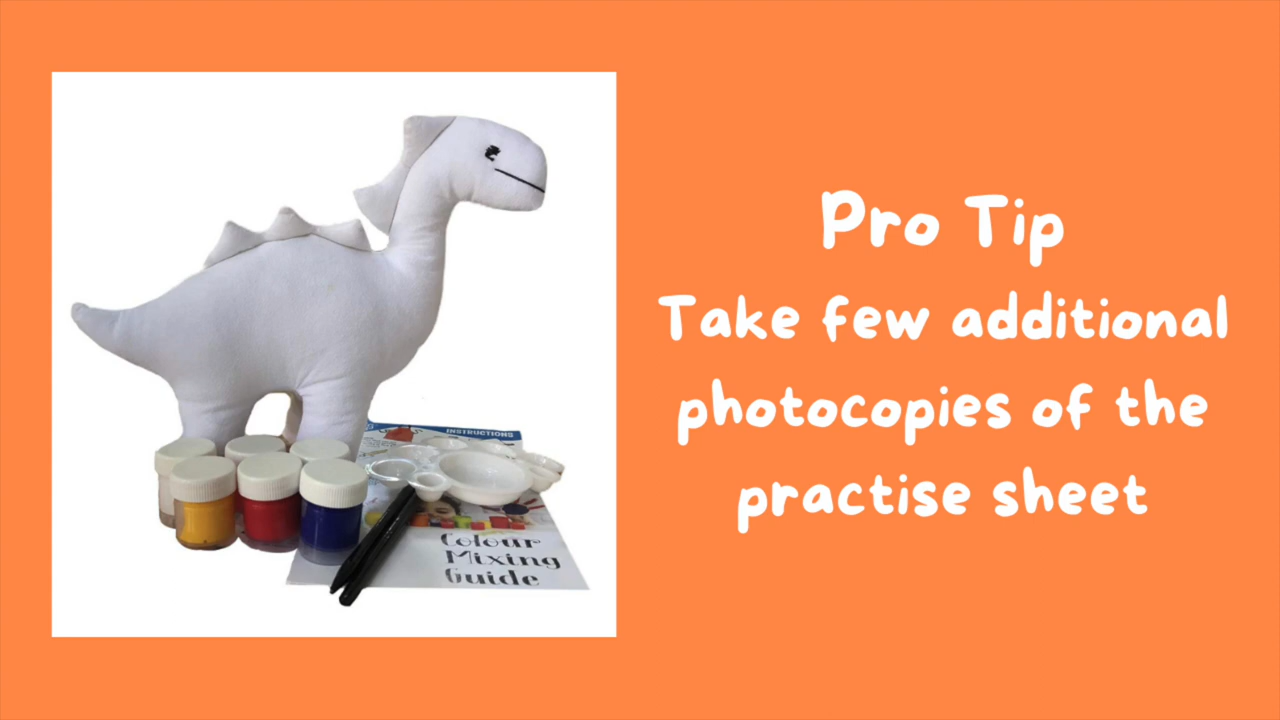 Pro Tip
Take few additional
photocopies of the
practise sheet
INSTRUCTIONS
Colour
Mixing
Guide